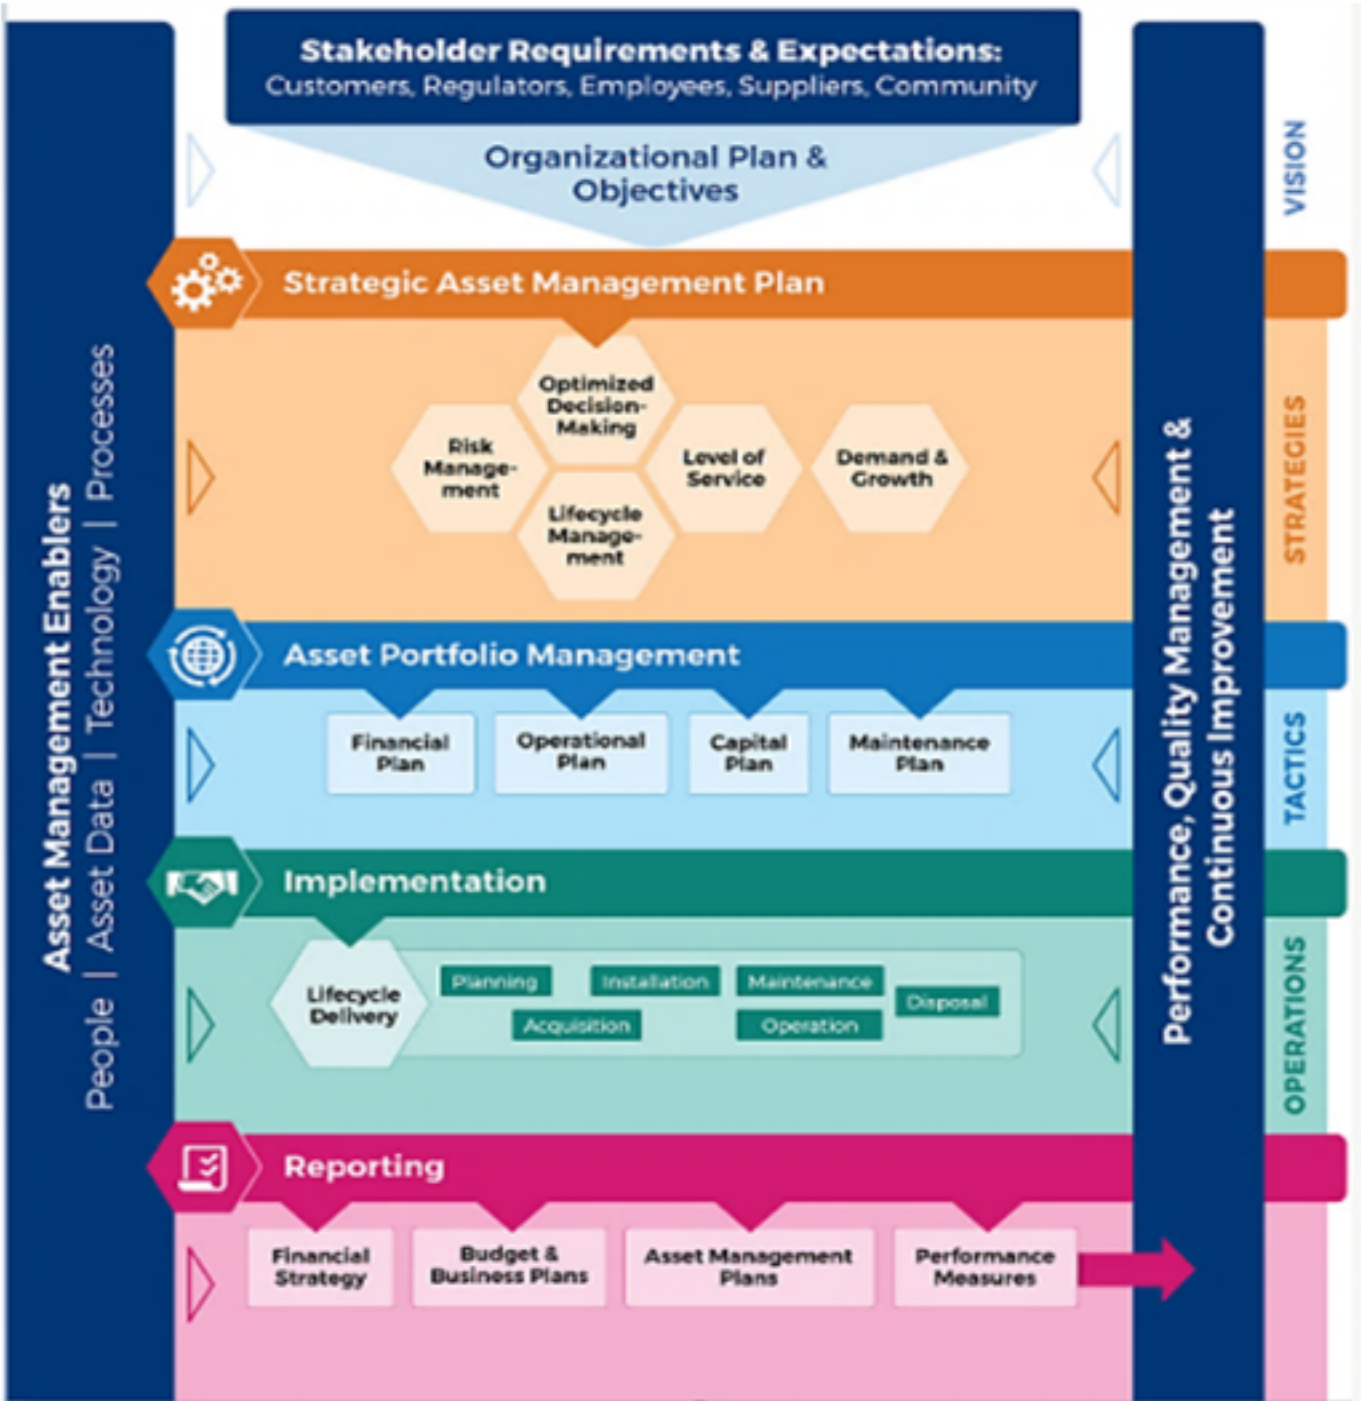 Stakeholder Requirements & Expectations:
Customers, Regulators, Employees, Suppliers, Community
Organizational Plan &
Objectives
VISION
Strategic Asset Management Plan
Optimized
Decision-
Making
Risk
Manage-
ment
Level of
Service
Demand &
Growth
Lifecycle
Manage-
ment
STRATEGIES
Asset Portfolio Management
Financial
Plan
Operational
Plan
Capital
Plan
Maintenance
Plan
TACTICS
Implementation
Lifecycle
Delivery
Planning
Installation
Maintenance
Disposal
Acquisition
Operation
OPERATIONS
Reporting
Financial
Strategy
Budget &
Business Plans
Asset Management
Plans
Performance
Measures
Asset Management Enablers
People | Asset Data | Technology | Processes
Performance, Quality Management &
Continuous Improvement